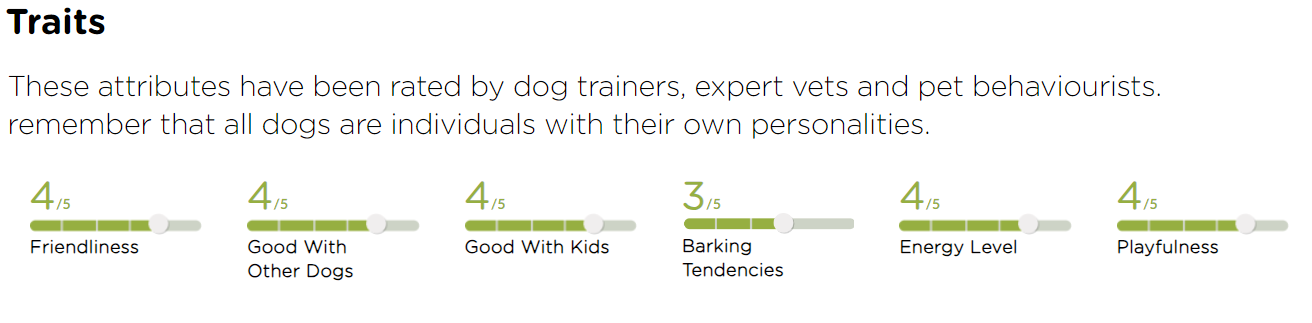 Traits
These attributes have been rated by dog trainers, expert vets and pet behaviourists.
remember that all dogs are individuals with their own personalities.
4/5
Friendliness
4/5
Good With
Other Dogs
4/5
Good With Kids
3/5
Barking
Tendencies
4/5
Energy Level
4/5
Playfulness